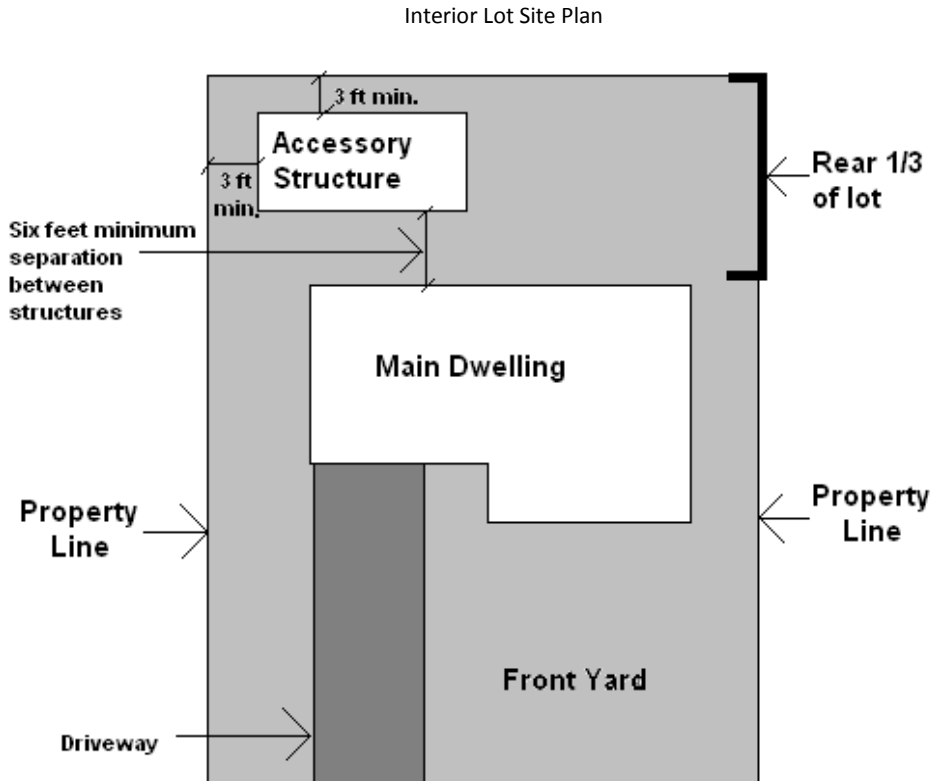 Interior Lot Site Plan
3 ft min.
Accessory
Structure
3 ft
min.
Rear 1/3
of lot
Six feet minimum
separation
between
structures
Main Dwelling
Property
Line
Property
Line
Front Yard
Driveway